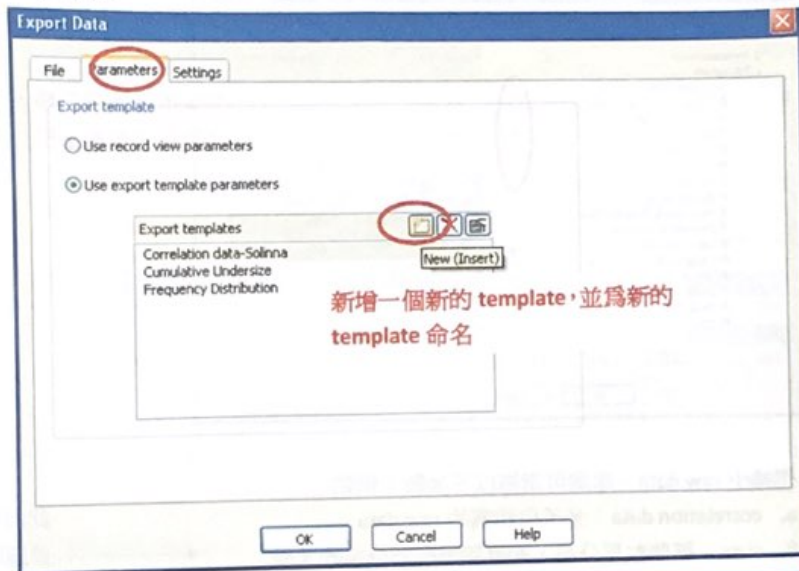 Export Data
File Parameters Settings
Export template
Use record view parameters
Use export template parameters
Export templates
New (Insert)
Correlation data-Solinna
Cumulative Undersize
Frequency Distribution
新增一個新的 template，並爲新的
template 命名
OK Cancel Help
correlation data